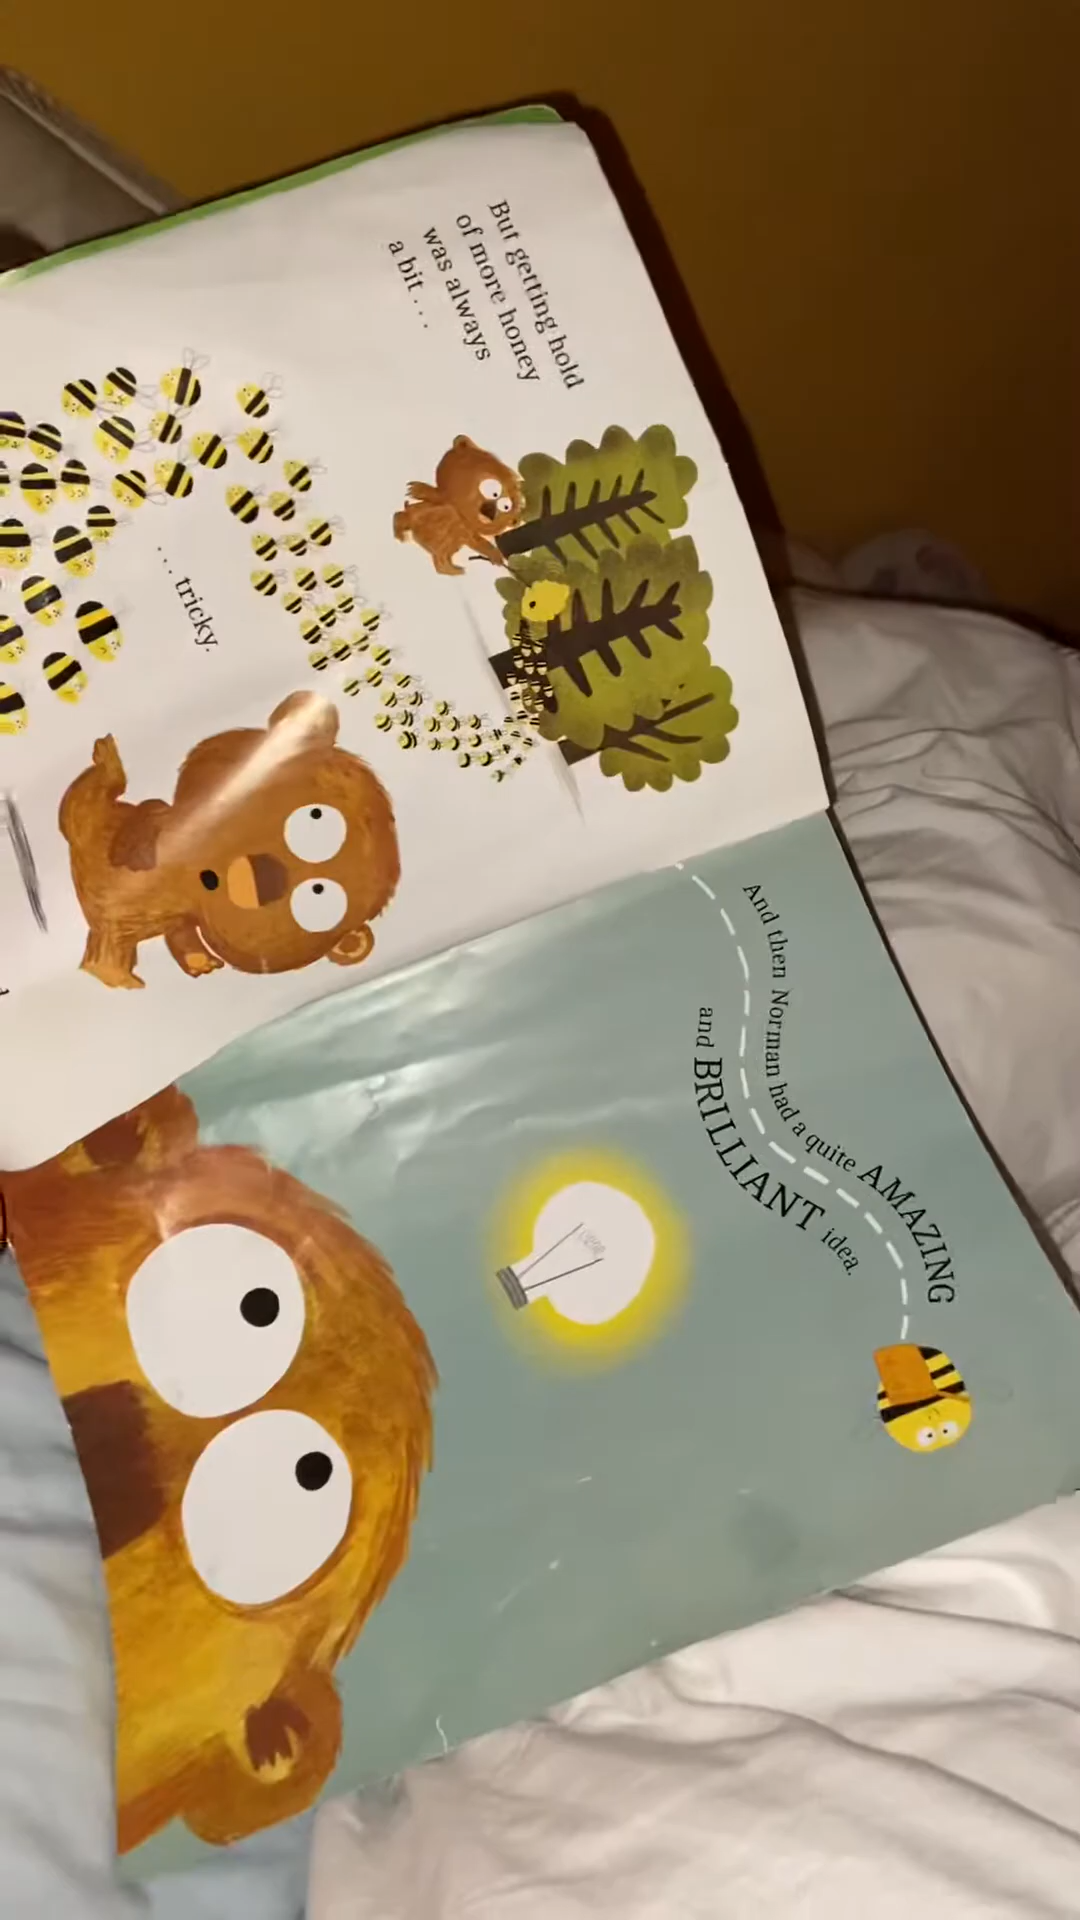 But getting hold
of more honey
was always
a bit . . .
. . . tricky.
And then Norman had a quite AMAZING
and BRILLIANT idea.